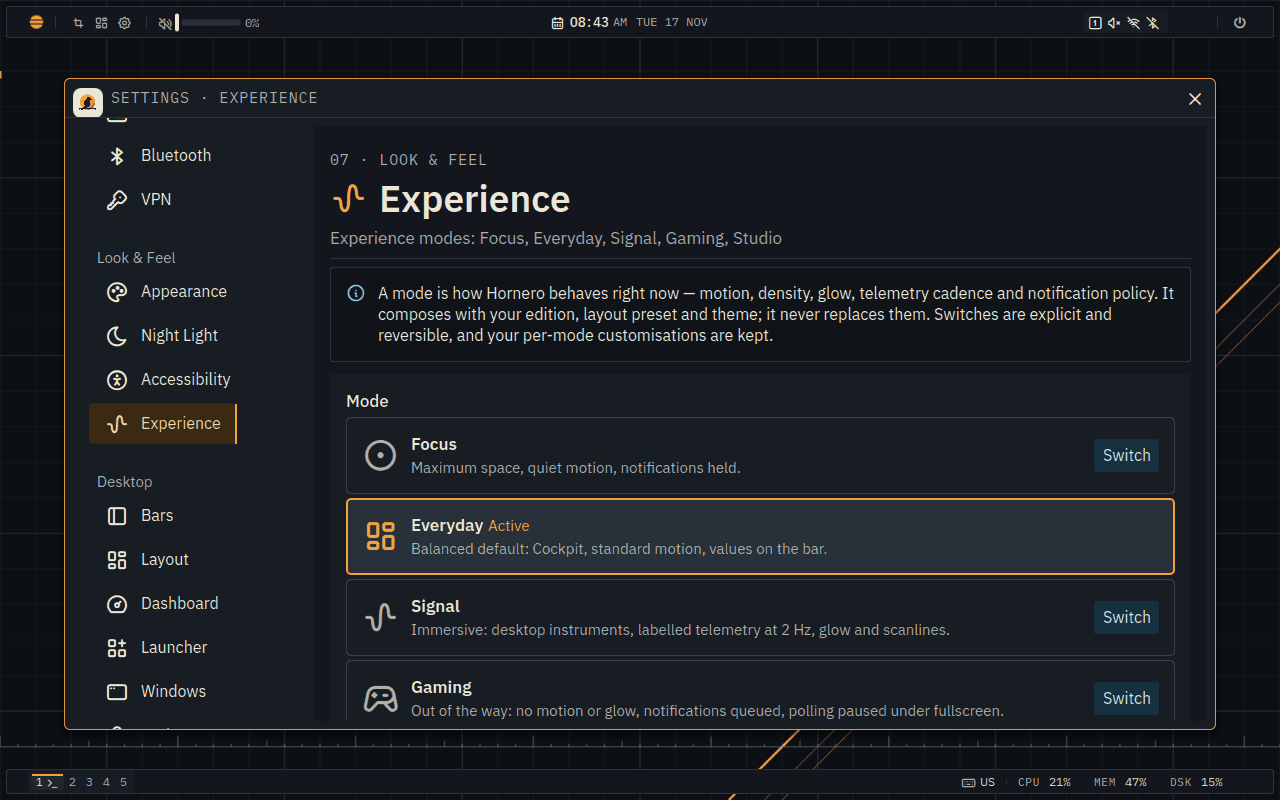 0%
08:43 AM TUE 17 NOV
1
SETTINGS · EXPERIENCE
Bluetooth
VPN
Look & Feel
Appearance
Night Light
Accessibility
Experience
Desktop
Bars
Layout
Dashboard
Launcher
Windows
07 · LOOK & FEEL
Experience
Experience modes: Focus, Everyday, Signal, Gaming, Studio
A mode is how Hornero behaves right now — motion, density, glow, telemetry cadence and notification policy. It
composes with your edition, layout preset and theme; it never replaces them. Switches are explicit and
reversible, and your per-mode customisations are kept.
Mode
Focus
Maximum space, quiet motion, notifications held.
Switch
Everyday Active
Balanced default: Cockpit, standard motion, values on the bar.
Signal
Immersive: desktop instruments, labelled telemetry at 2 Hz, glow and scanlines.
Switch
Gaming
Out of the way: no motion or glow, notifications queued, polling paused under fullscreen.
Switch
1 2 3 4 5
US CPU 21% MEM 47% DSK 15%